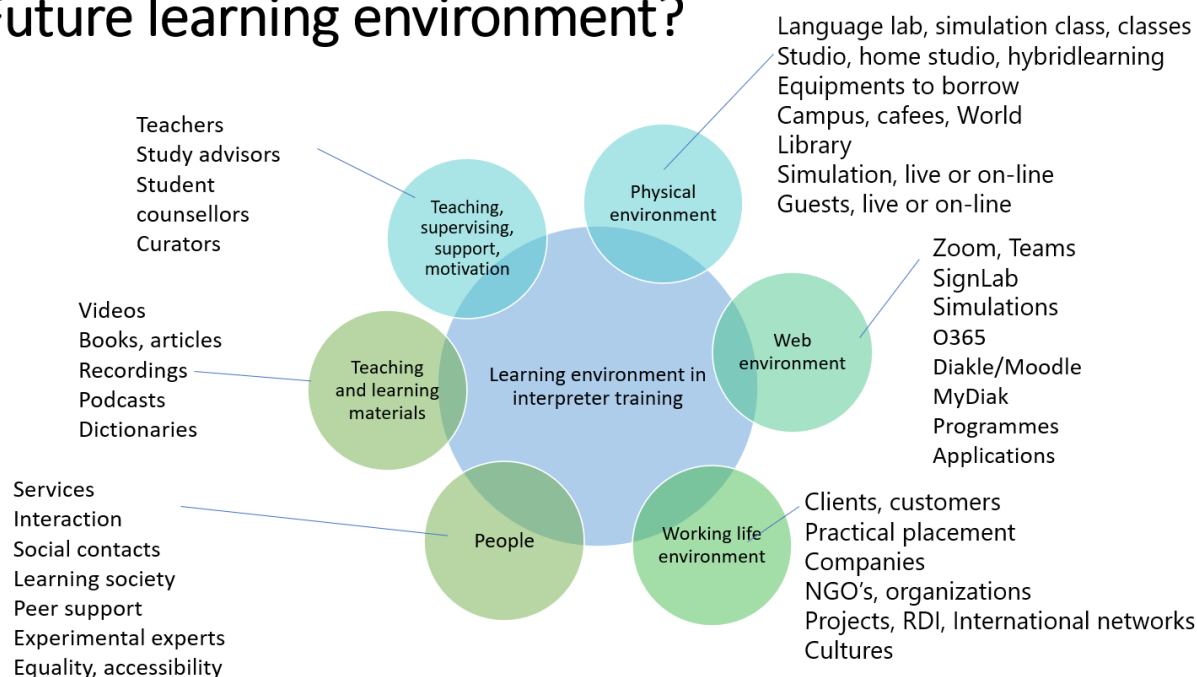 uture learning environment?
Language lab, simulation class, classes
Studio, home studio, hybridlearning
Equipments to borrow
Campus, cafees, World
Library
Simulation, live or on-line
Guests, live or on-line
Teachers
Study advisors
Student
counsellors
Curators
Teaching,
supervising,
support,
motivation
Physical
environment
Zoom, Teams
SignLab
Simulations
O365
Diakle/Moodle
MyDiak
Programmes
Applications
Web
environment
Videos
Books, articles
Recordings
Podcasts
Dictionaries
Teaching
and learning
materials
Learning environment in
interpreter training
Services
Interaction
Social contacts
Learning society
Peer support
Experimental experts
Equality, accessibility
People
Working life
environment
Clients, customers
Practical placement
Companies
NGO’s, organizations
Projects, RDI, International networks
Cultures